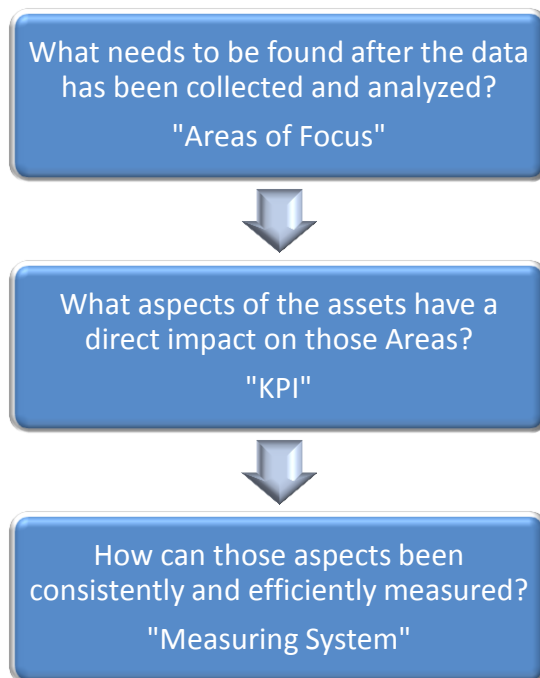 What needs to be found after the data
has been collected and analyzed?
"Areas of Focus"
What aspects of the assets have a
direct impact on those Areas?
"KPI"
How can those aspects been
consistently and efficiently measured?
"Measuring System"